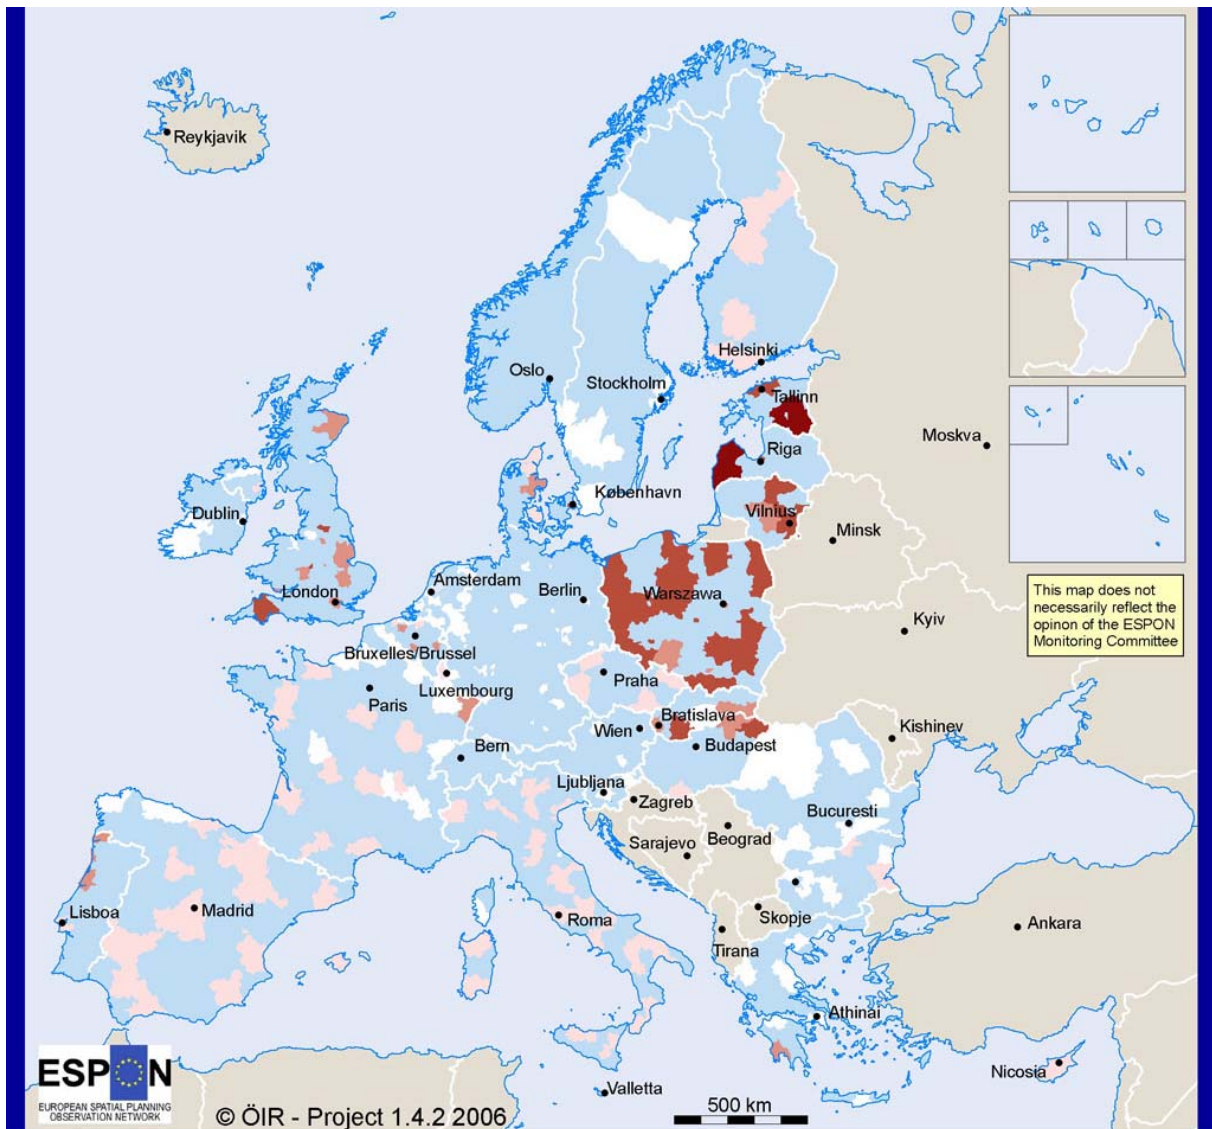 Reykjavik
Helsinki
Oslo
Stockholm
Tallinn
Moskva
Riga
København
Dublin
Vilnius
Minsk
Amsterdam
Berlin
London
Warszawa
This map does not
necessarily reflect the
opinon of the ESPON
Monitoring Committee
Kyiv
Bruxelles/Brussel
Praha
Luxembourg
Paris
Bratislava
Wien
Kishinev
Bern
Budapest
Ljubljana
Zagreb
Bucuresti
Sarajevo
Beograd
Lisboa
Madrid
Roma
Skopje
Ankara
Tirana
Athinai
Nicosia
Valletta
ESPON
EUROPEAN SPATIAL PLANNING
OBSERVATION NETWORK
© ÖIR - Project 1.4.2 2006
500 km